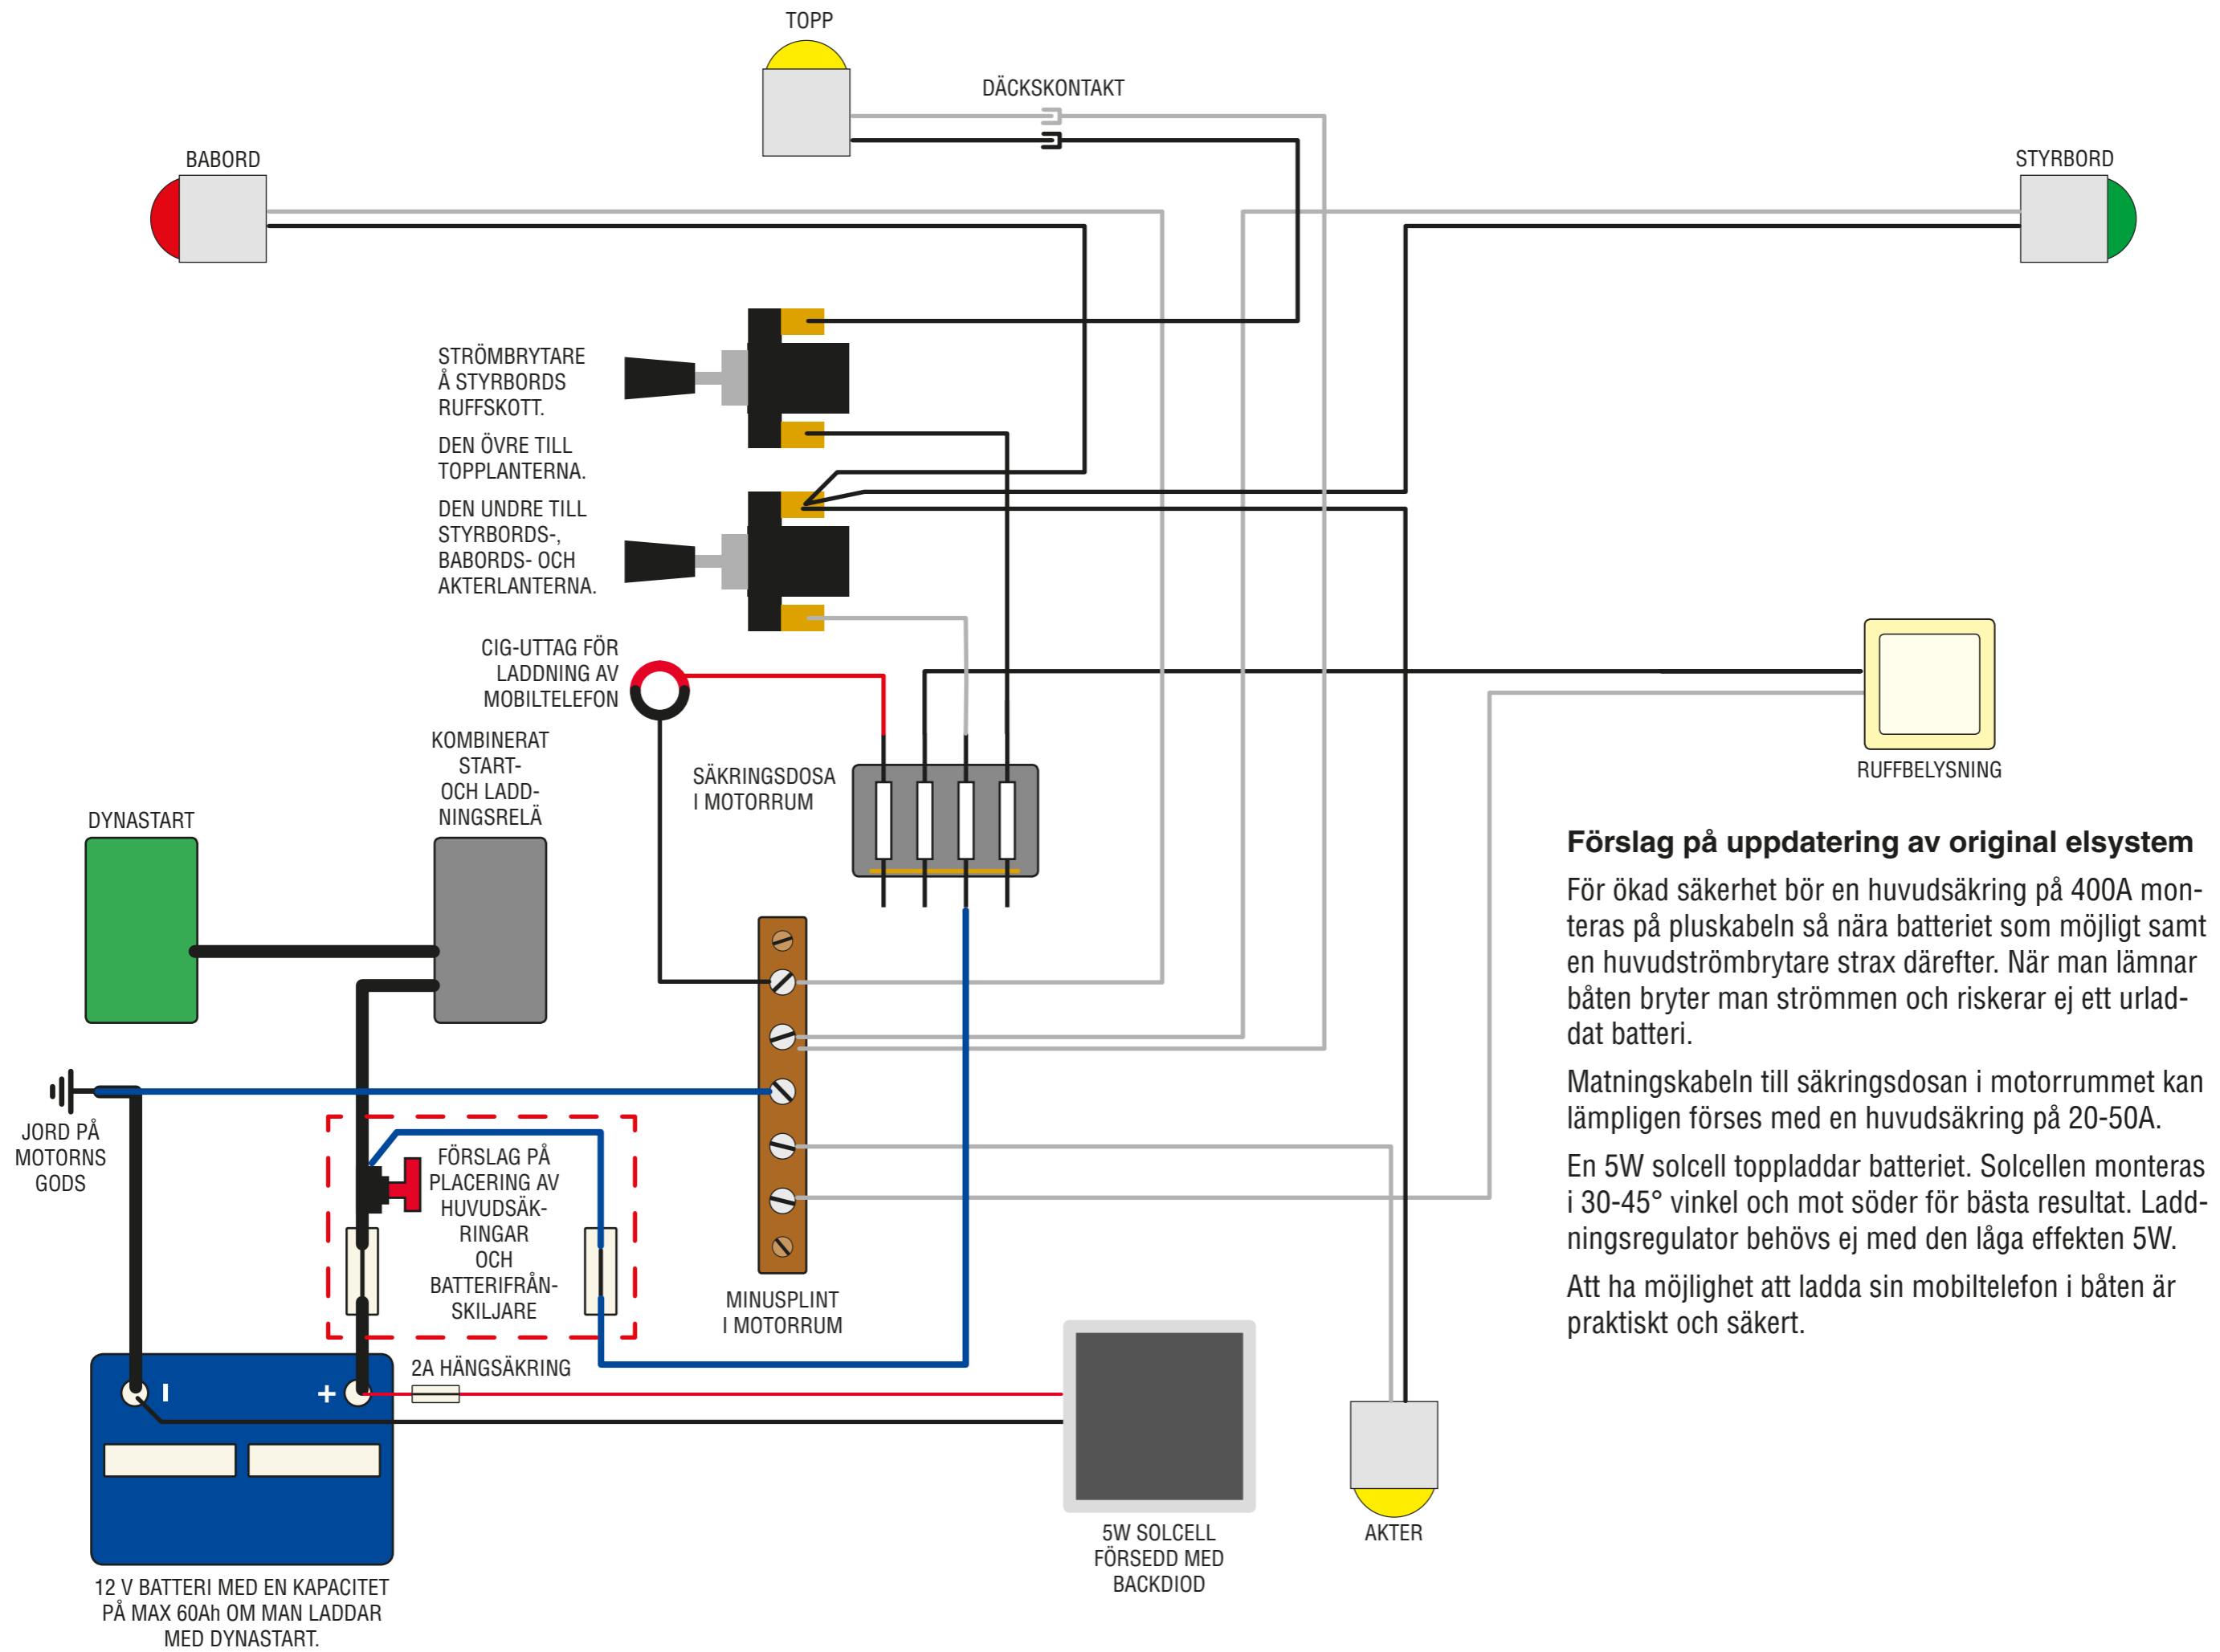 TOPP
DÄCKSKONTAKT
BABORD
STYRBORD
STRÖMBRYTARE
Å STYRBORDS
RUFFSKOTT.
DEN ÖVRE TILL
TOPPLANTERNA.
DEN UNDRE TILL
STYRBORDS-,
BABORDS- OCH
AKTERLANTERNA.
CIG-UTTAG FÖR
LADDNING AV
MOBILTELEFON
KOMBINERAT
START-
OCH LADD-
NINGSRELÄ
SÄKRINGSDOSA
I MOTORRUM
RUFFBELYSNING
DYNASTART
Förslag på uppdatering av original elsystem
För ökad säkerhet bör en huvudsäkring på 400A mon-
teras på pluskabeln så nära batteriet som möjligt samt
en huvudströmbrytare strax därefter. När man lämnar
båten bryter man strömmen och riskerar ej ett urlad-
dat batteri.
Matningskabeln till säkringsdosan i motorrummet kan
lämpligen förses med en huvudsäkring på 20-50A.
En 5W solcell toppladdar batteriet. Solcellen monteras
i 30-45° vinkel och mot söder för bästa resultat. Ladd-
ningsregulator behövs ej med den låga effekten 5W.
Att ha möjlighet att ladda sin mobiltelefon i båten är
praktiskt och säkert.
JORD PÅ
MOTORNS
GODS
FÖRSLAG PÅ
PLACERING AV
HUVUDSÄK-
RINGAR
OCH
BATTERIFRÅN-
SKILJARE
MINUSPLINT
I MOTORRUM
2A HÄNGSÄKRING
– +
5W SOLCELL
FÖRSEDD MED
BACKDIOD
AKTER
12 V BATTERI MED EN KAPACITET
PÅ MAX 60Ah OM MAN LADDAR
MED DYNASTART.